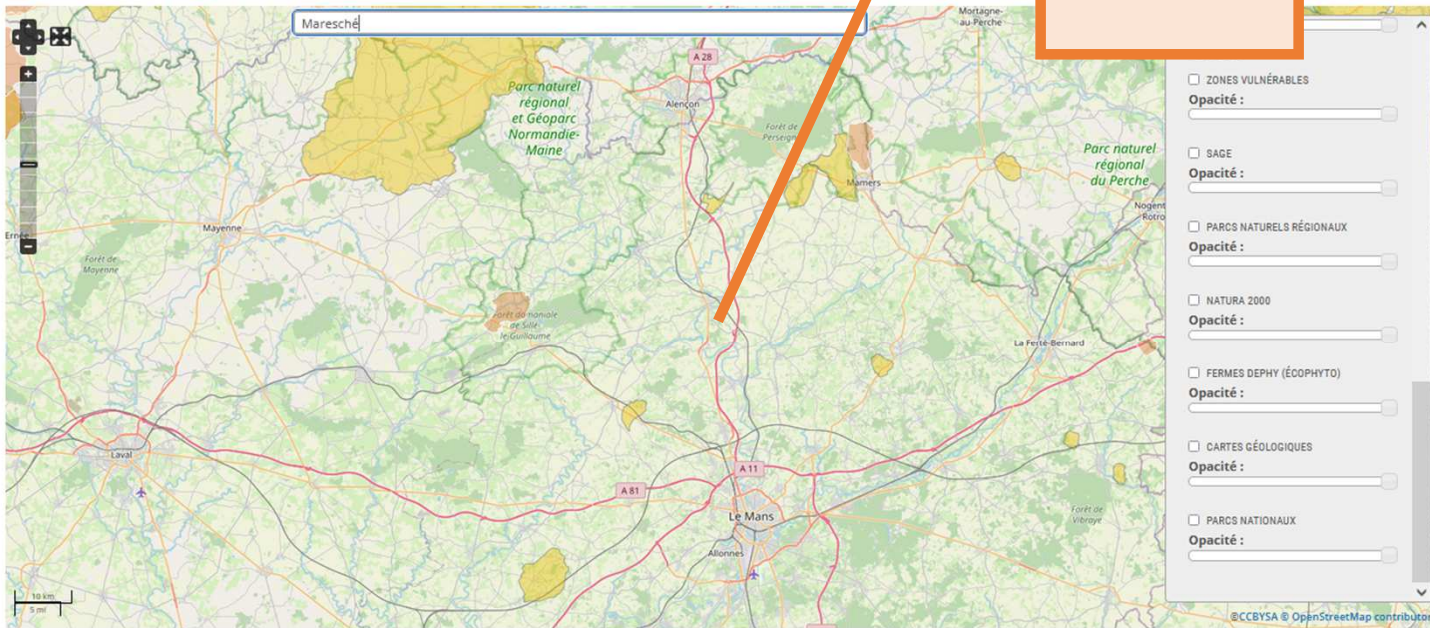 Maresché
Mortagne-
au-Perche
A 28
Parc naturel
régional
et Géoparc
Normandie-
Maine
Alençon
Forêt de
Perseign
Mamers
Parc naturel
régional
du Perche
Nogent
Rotro
Ernée
Mayenne
Forêt de
Mayenne
Forêt domaniale
de Sillé-
le-Guillaume
La Ferté-Bernard
Laval
A 11
A 81
Le Mans
Allonnes
Forêt de
Vibraye
10 km
5 mi
ZONES VULNÉRABLES
Opacité :
SAGE
Opacité :
PARCS NATURELS RÉGIONAUX
Opacité :
NATURA 2000
Opacité :
FERMES DEPHY (ÉCOPHYTO)
Opacité :
CARTES GÉOLOGIQUES
Opacité :
PARCS NATIONAUX
Opacité :
©CCBYSA © OpenStreetMap contributor